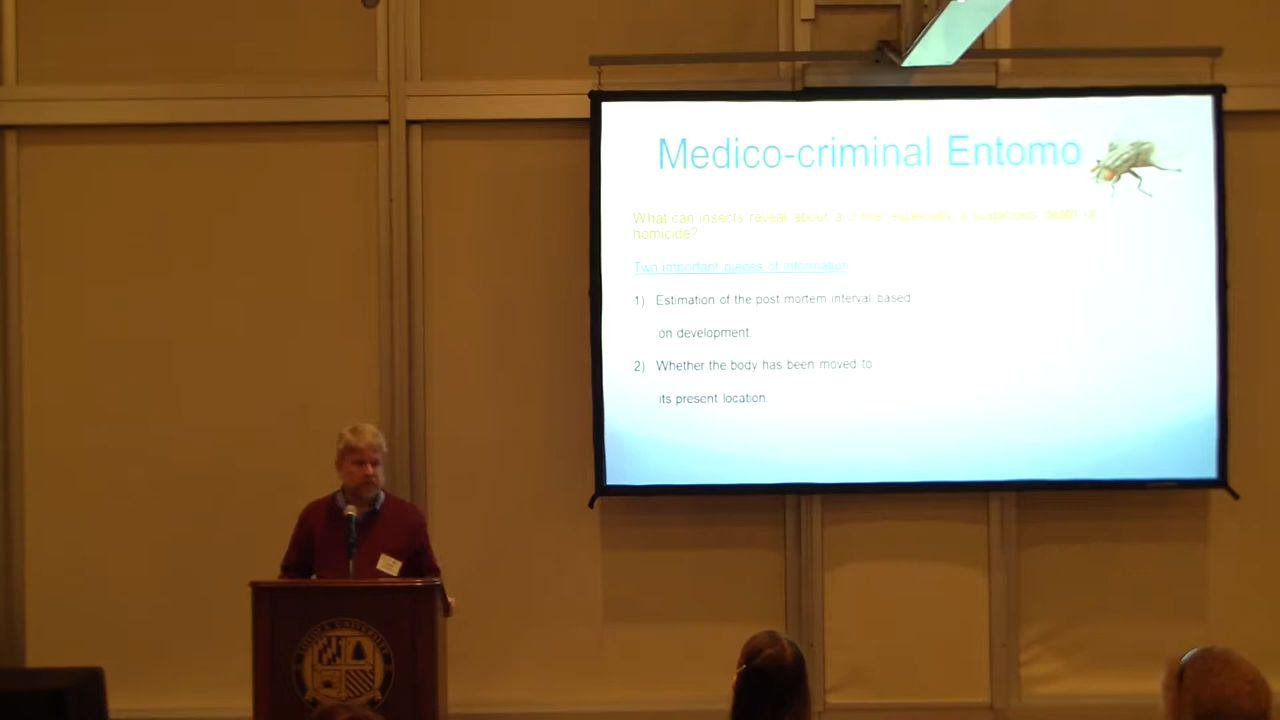 Medico-criminal Entomo
What can insects reveal about a crime, especially a suspicious death or
homicide?
Two important pieces of information
1) Estimation of the post mortem interval based
on development.
2) Whether the body has been moved to
its present location.
UNIVERSITY